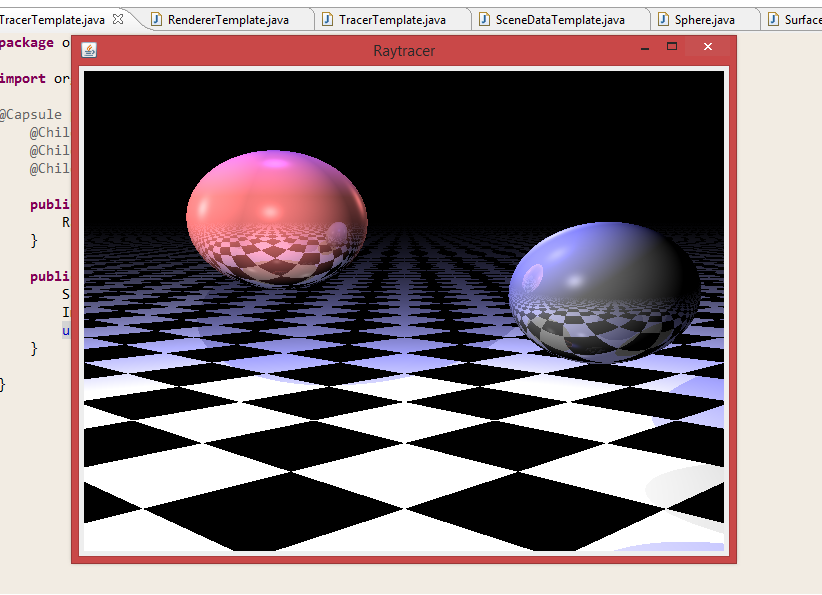 TracerTemplate.java RendererTemplate.java TracerTemplate.java SceneDataTemplate.java Sphere.java Surface
package o
Raytracer
import or
@Capsule
@Chil
@Chil
@Chil
publi
R
}
publi
S
I
u
}
}